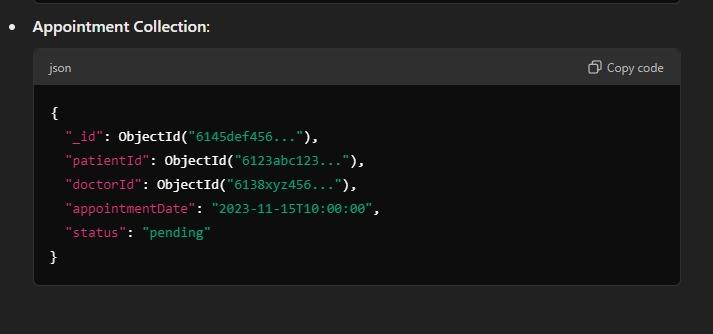 Appointment Collection:
json Copy code
{
"_id": ObjectId("6145def456..."),
"patientId": ObjectId("6123abc123..."),
"doctorId": ObjectId("6138xyz456..."),
"appointmentDate": "2023-11-15T10:00:00",
"status": "pending"
}